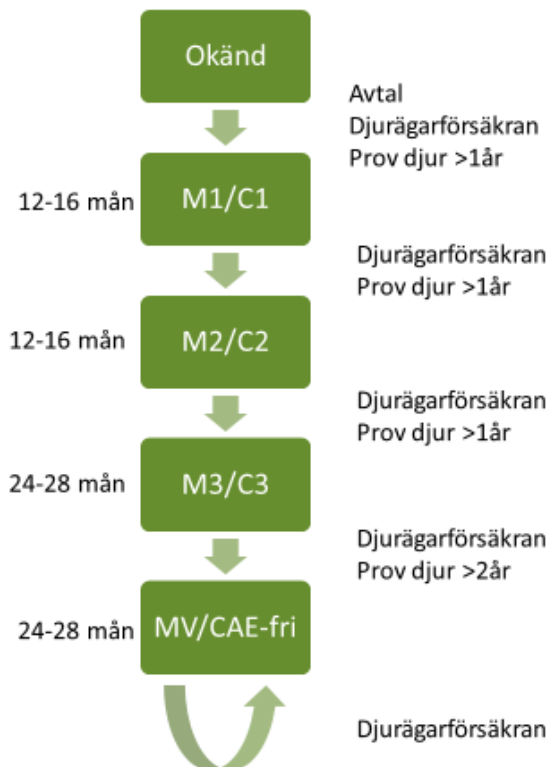 Okänd
Avtal
Djurägarförsäkran
Prov djur >1år
12-16 mån
M1/C1
Djurägarförsäkran
Prov djur >1år
12-16 mån
M2/C2
Djurägarförsäkran
Prov djur >1år
24-28 mån
M3/C3
Djurägarförsäkran
Prov djur >2år
24-28 mån
MV/CAE-fri
Djurägarförsäkran